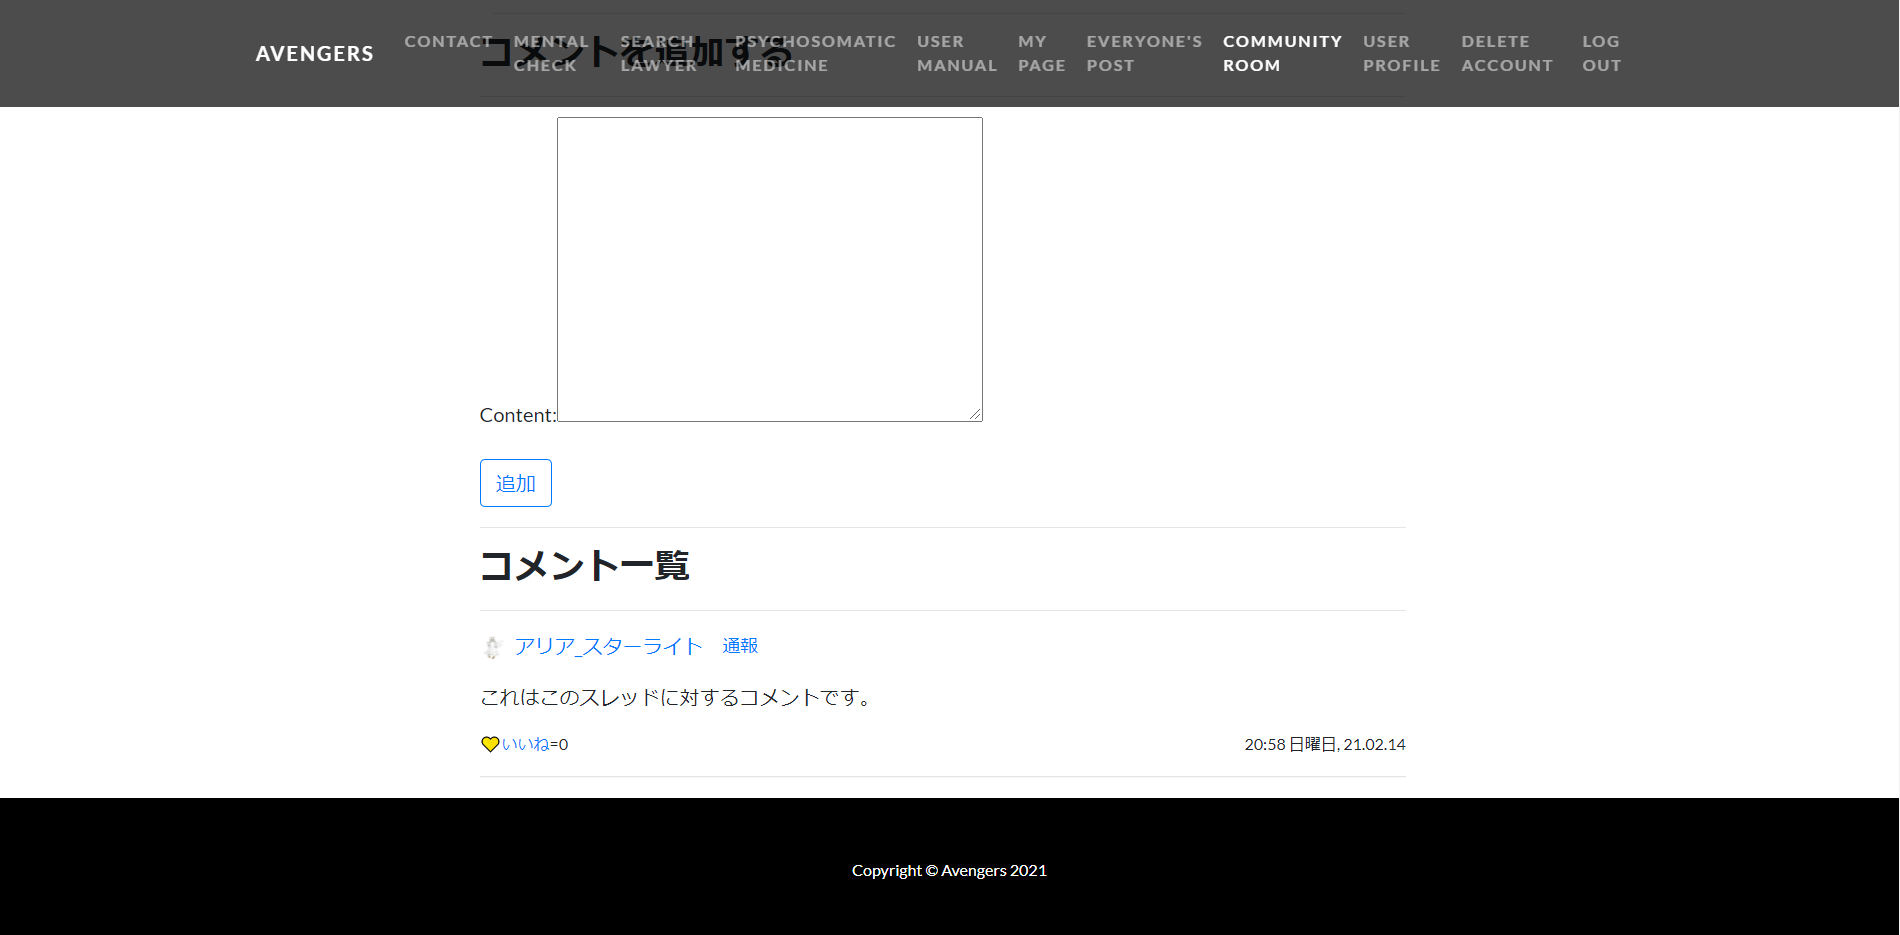 AVENGERS
CONTACT
MENTAL CHECK
SEARCH LAWYER
PSYCHOSOMATIC MEDICINE
USER MANUAL
MY PAGE
EVERYONE'S POST
COMMUNITY ROOM
USER PROFILE
DELETE ACCOUNT
LOG OUT
コメントを追加する
Content:
追加
コメント一覧
アリア_スターライト 通報
これはこのスレッドに対するコメントです。
いいね=0 20:58 日曜日, 21.02.14
Copyright © Avengers 2021